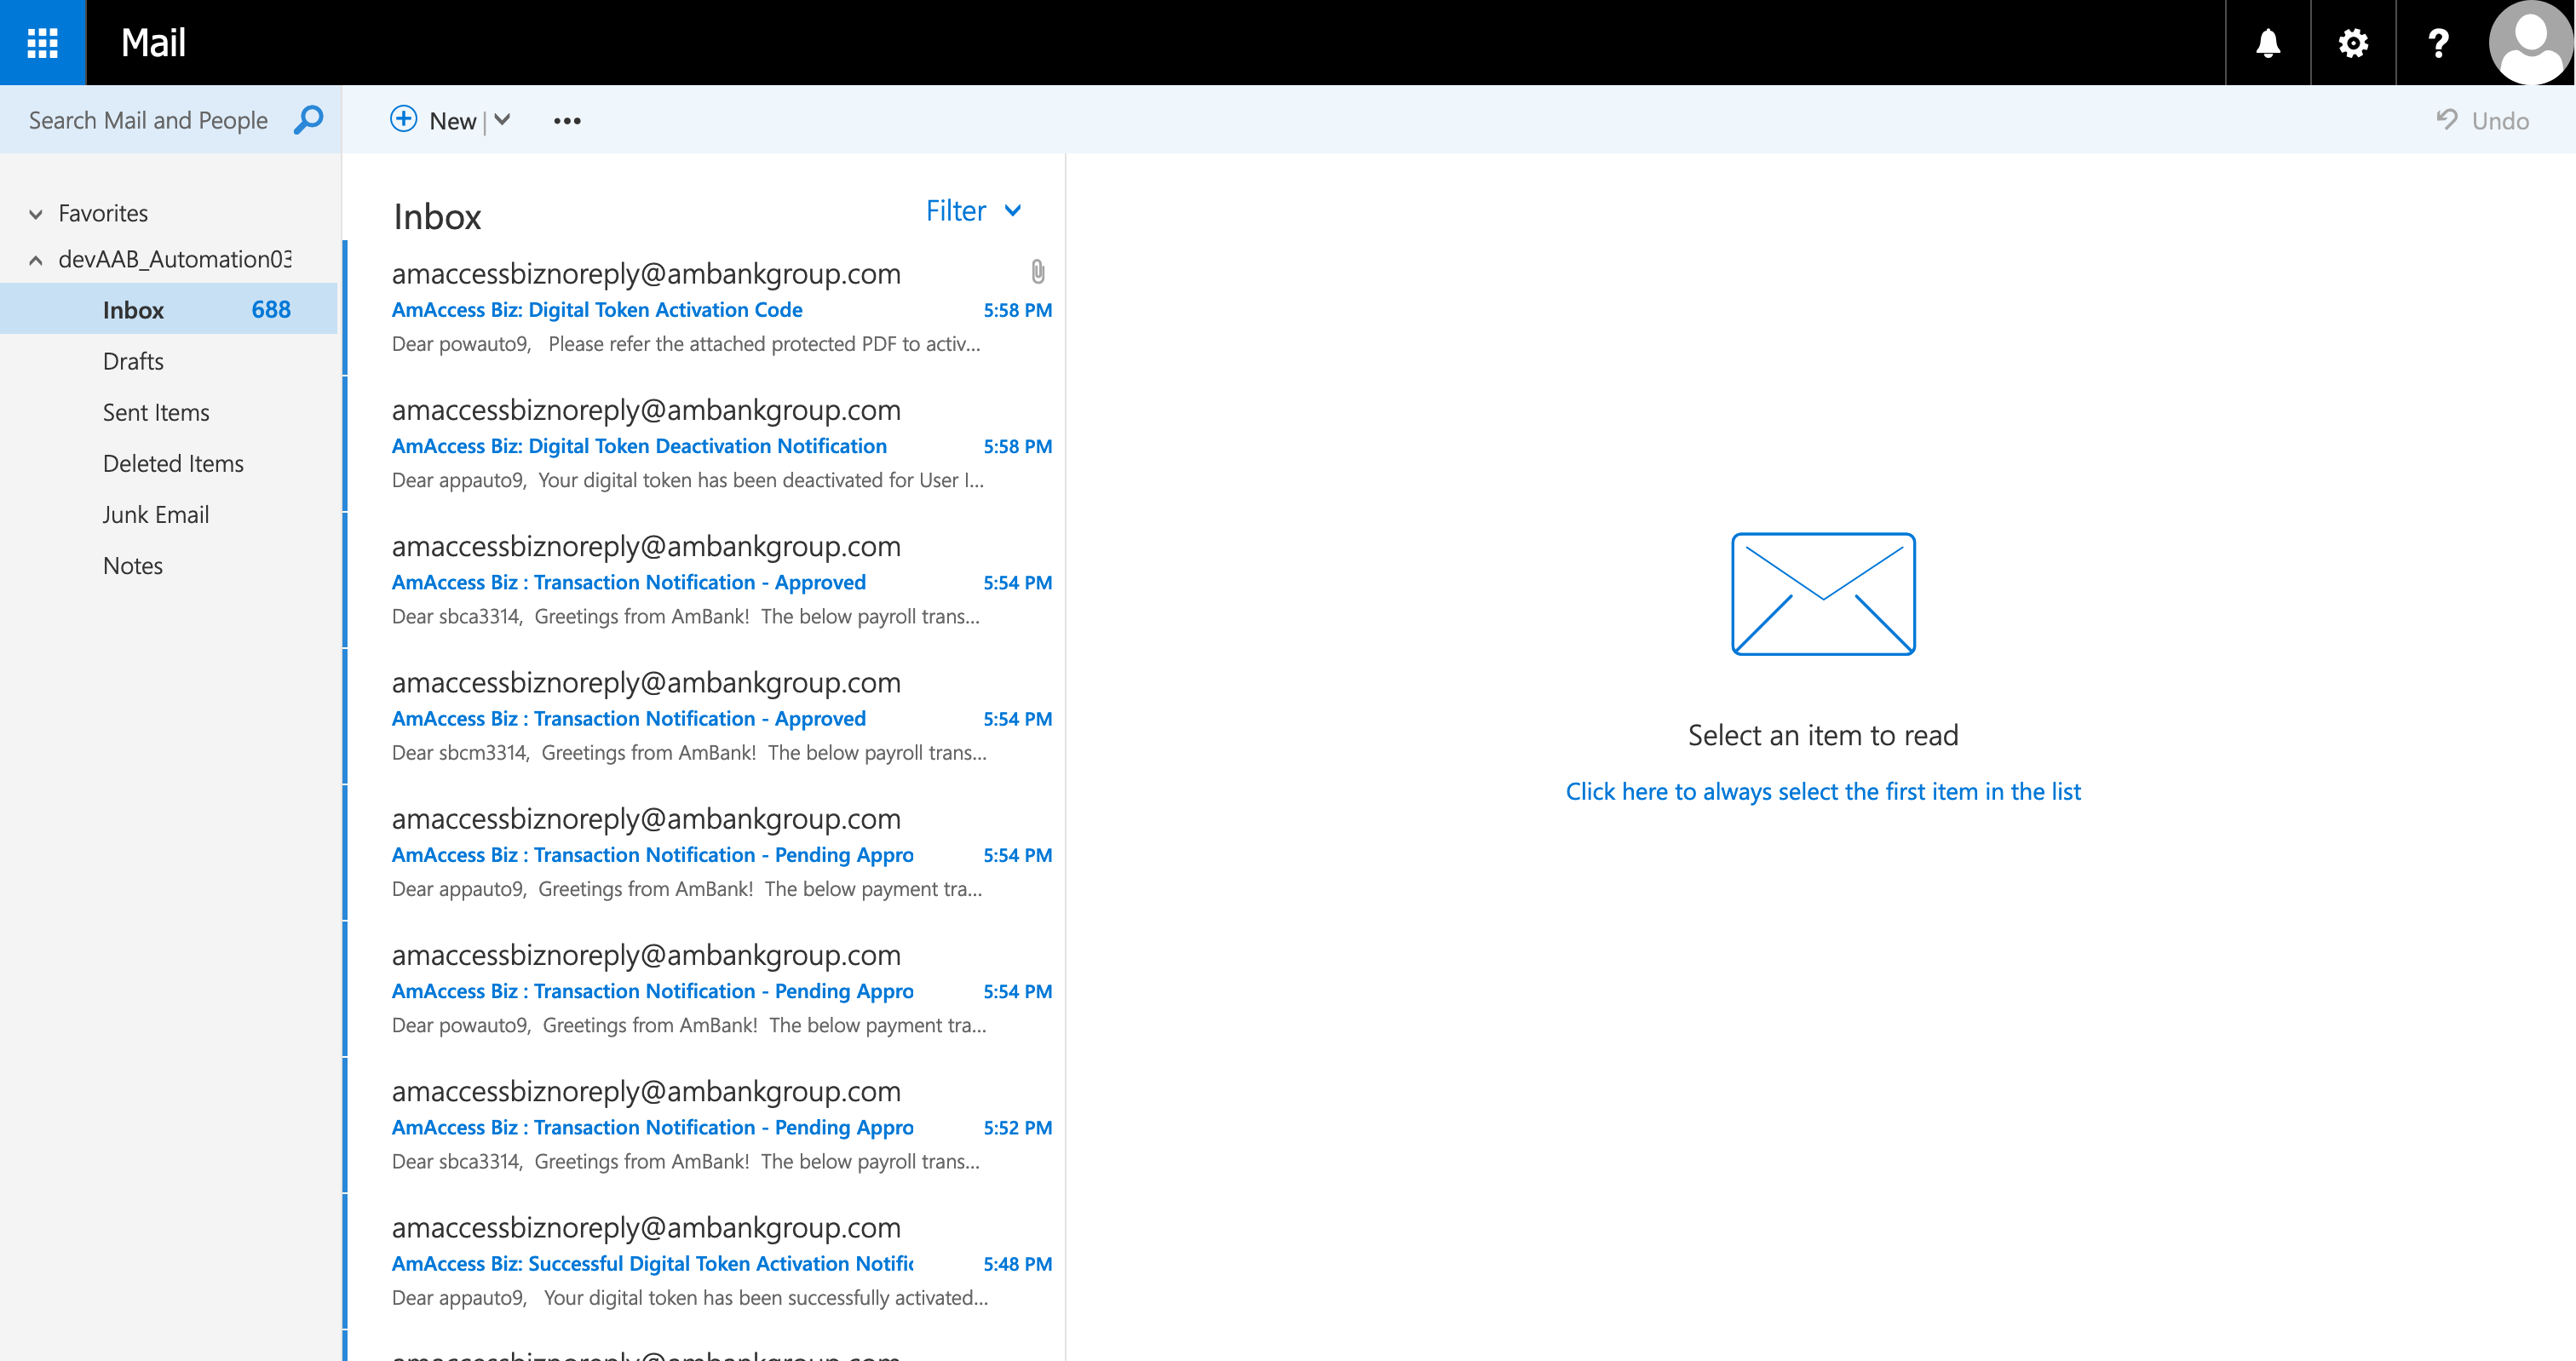 Mail
Search Mail and People
New
Undo
Favorites
devAAB_Automation03
Inbox 688
Drafts
Sent Items
Deleted Items
Junk Email
Notes
Inbox
Filter
amaccessbiznoreply@ambankgroup.com
AmAccess Biz: Digital Token Activation Code 5:58 PM
Dear powauto9, Please refer the attached protected PDF to activ...
amaccessbiznoreply@ambankgroup.com
AmAccess Biz: Digital Token Deactivation Notification 5:58 PM
Dear appauto9, Your digital token has been deactivated for User I...
amaccessbiznoreply@ambankgroup.com
AmAccess Biz : Transaction Notification - Approved 5:54 PM
Dear sbca3314, Greetings from AmBank! The below payroll trans...
amaccessbiznoreply@ambankgroup.com
AmAccess Biz : Transaction Notification - Approved 5:54 PM
Dear sbcm3314, Greetings from AmBank! The below payroll trans...
amaccessbiznoreply@ambankgroup.com
AmAccess Biz : Transaction Notification - Pending Appro 5:54 PM
Dear appauto9, Greetings from AmBank! The below payment tra...
amaccessbiznoreply@ambankgroup.com
AmAccess Biz : Transaction Notification - Pending Appro 5:54 PM
Dear powauto9, Greetings from AmBank! The below payment tra...
amaccessbiznoreply@ambankgroup.com
AmAccess Biz : Transaction Notification - Pending Appro 5:52 PM
Dear sbca3314, Greetings from AmBank! The below payroll trans...
amaccessbiznoreply@ambankgroup.com
AmAccess Biz: Successful Digital Token Activation Notific 5:48 PM
Dear appauto9, Your digital token has been successfully activated...
amaccessbiznoreply@ambankgroup.com
Select an item to read
Click here to always select the first item in the list